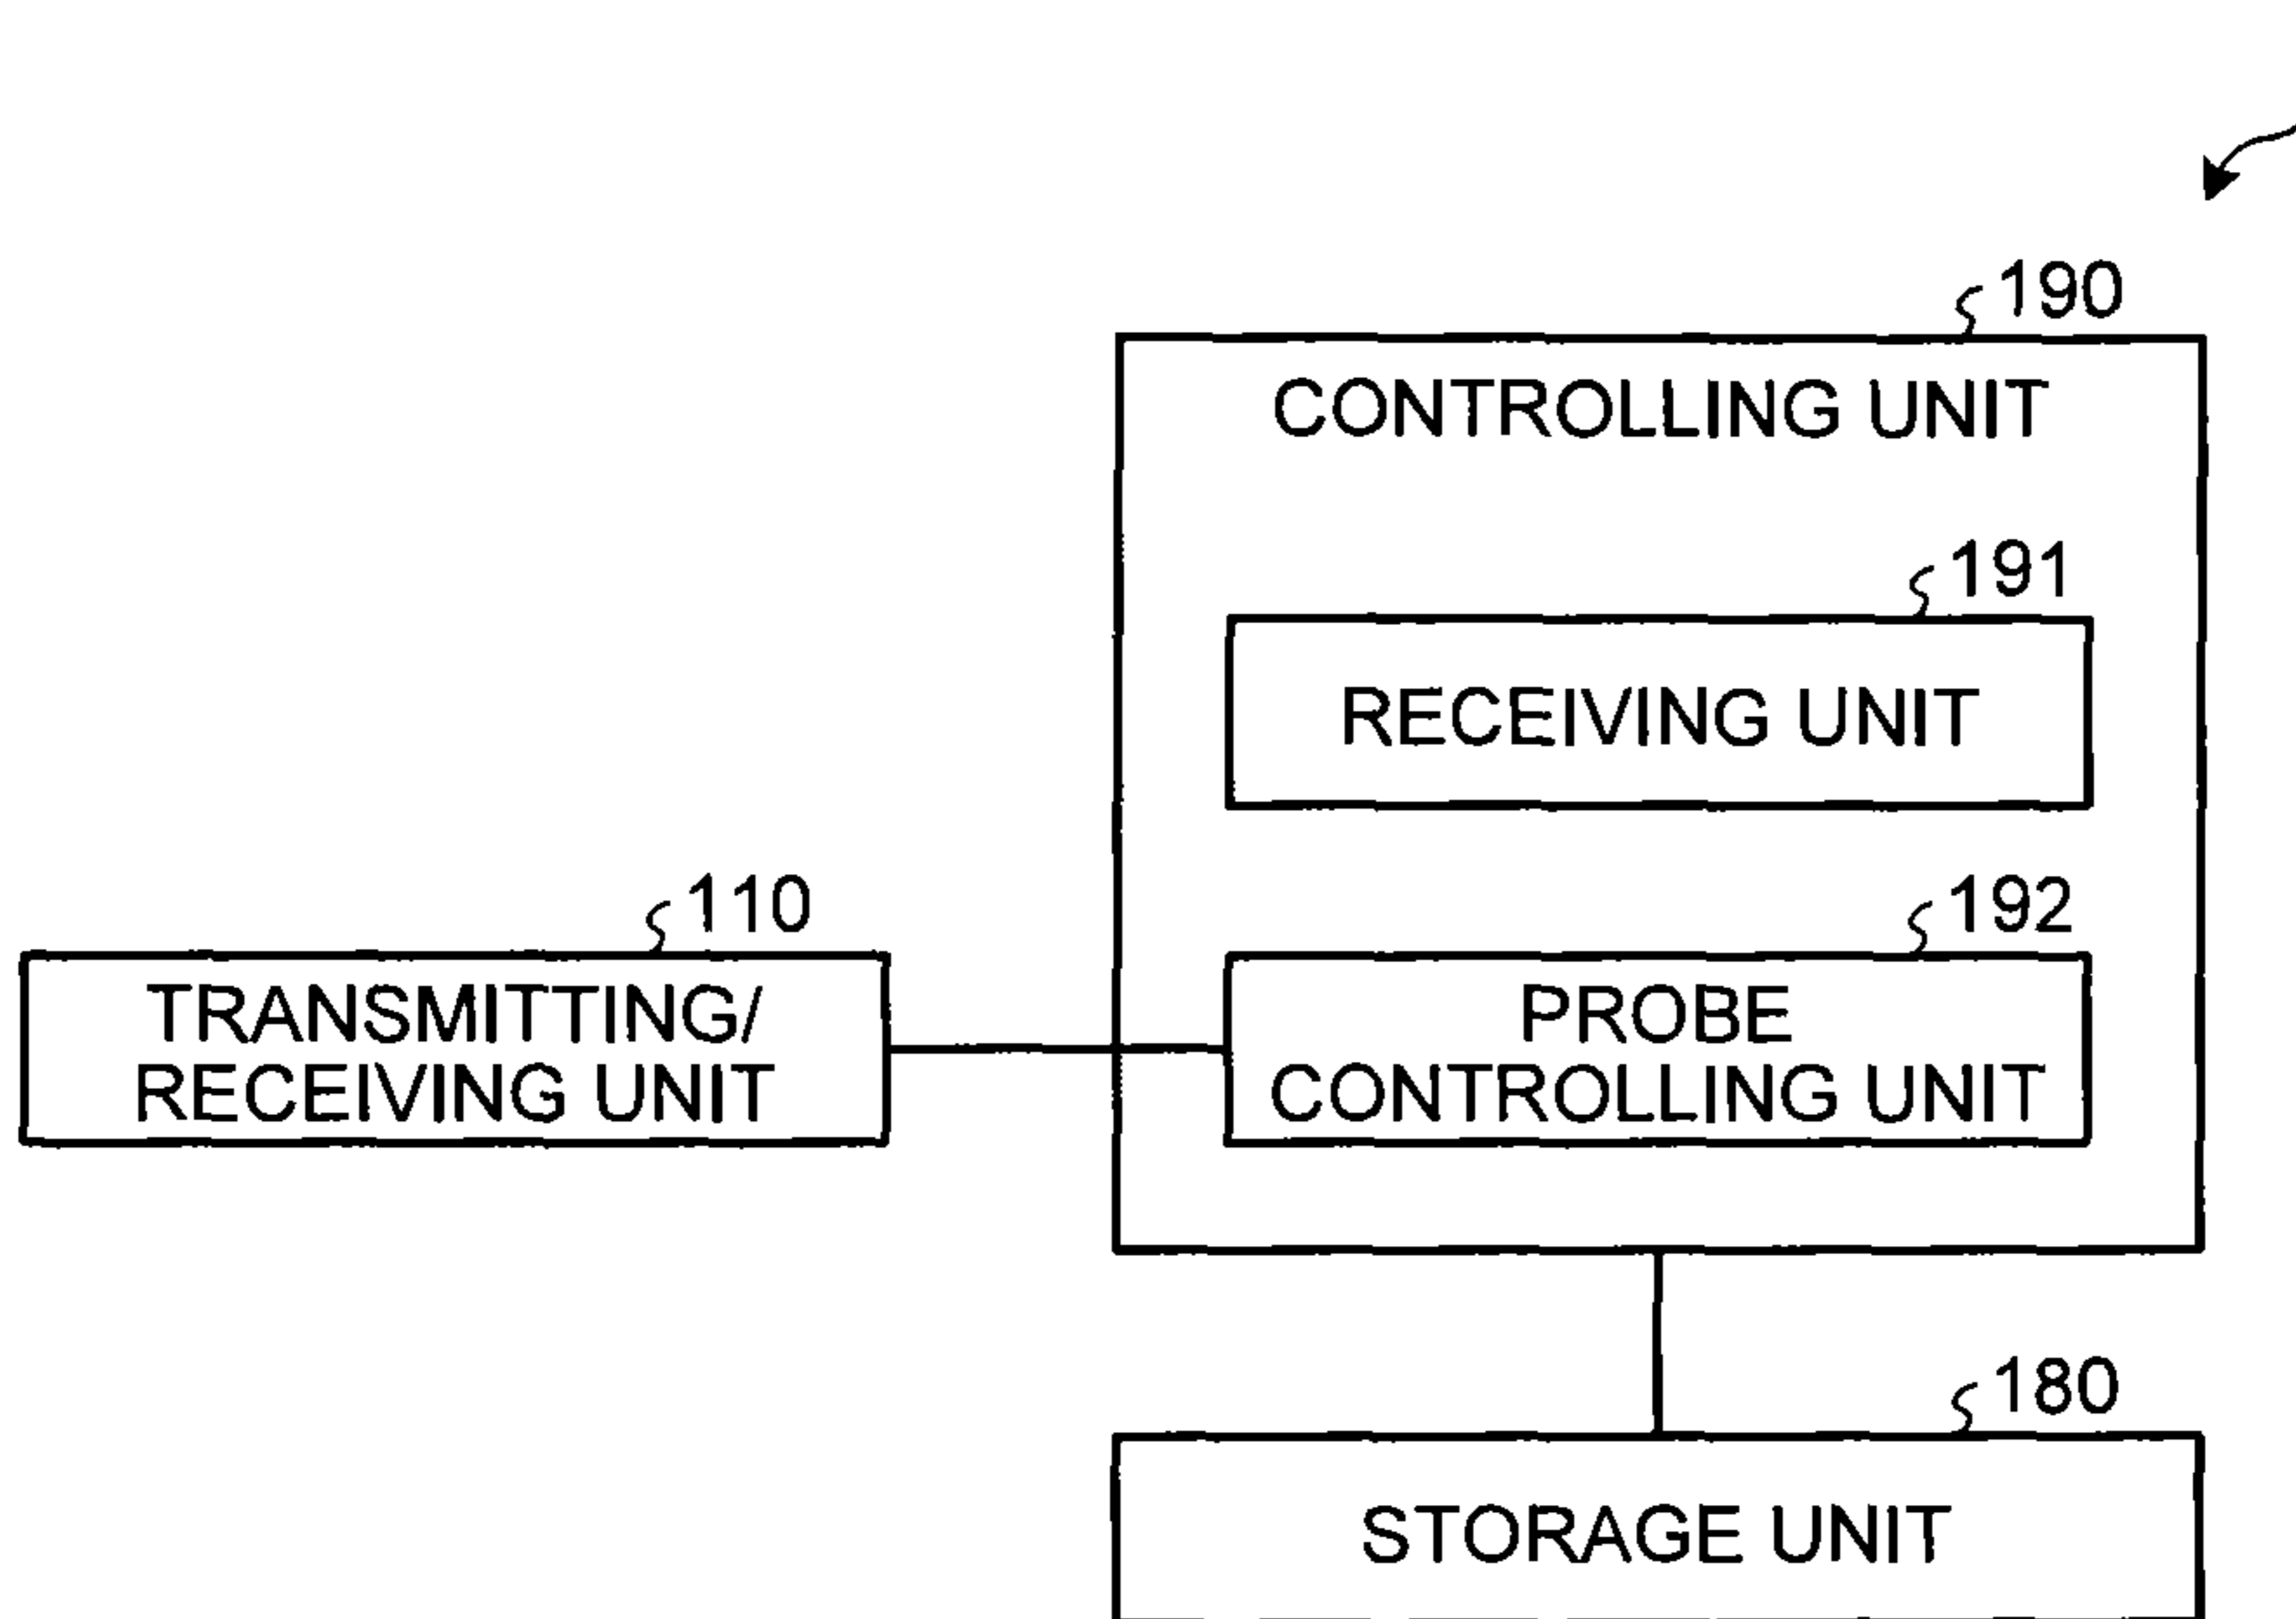 190
CONTROLLING UNIT
191
RECEIVING UNIT
110
TRANSMITTING/
RECEIVING UNIT
192
PROBE
CONTROLLING UNIT
180
STORAGE UNIT